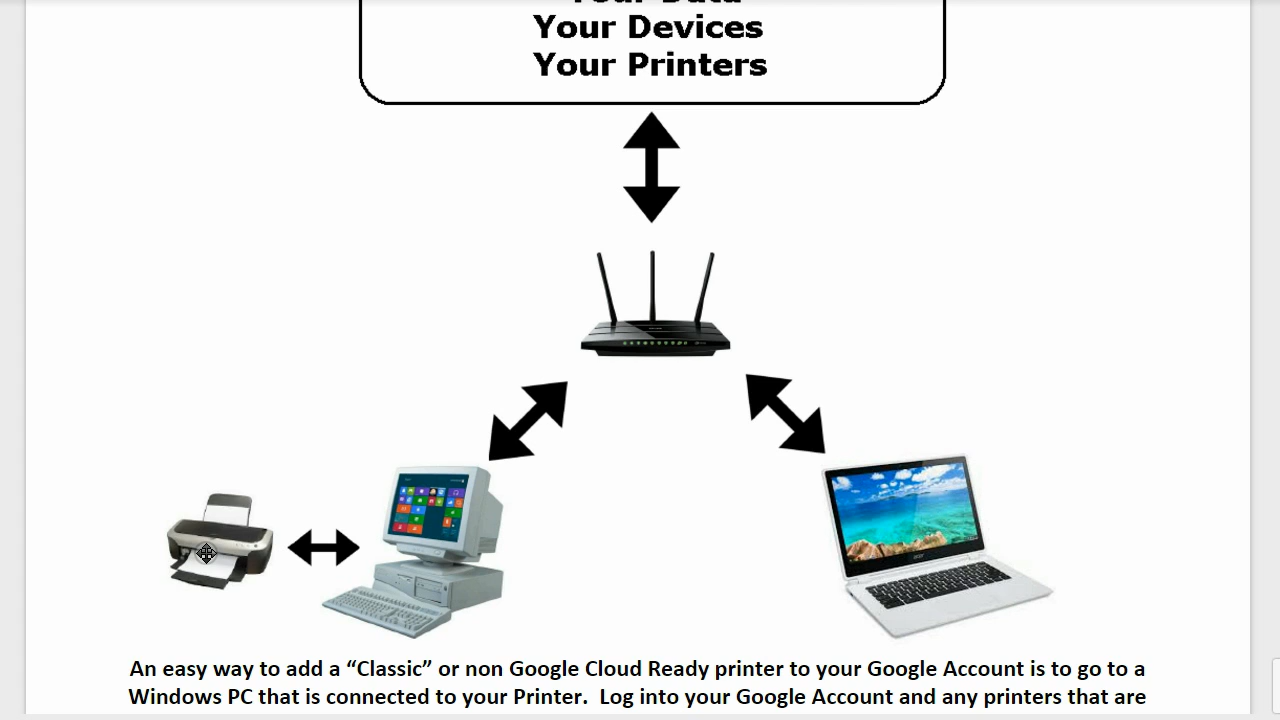 Your Data
Your Devices
Your Printers
An easy way to add a “Classic” or non Google Cloud Ready printer to your Google Account is to go to a
Windows PC that is connected to your Printer.  Log into your Google Account and any printers that are